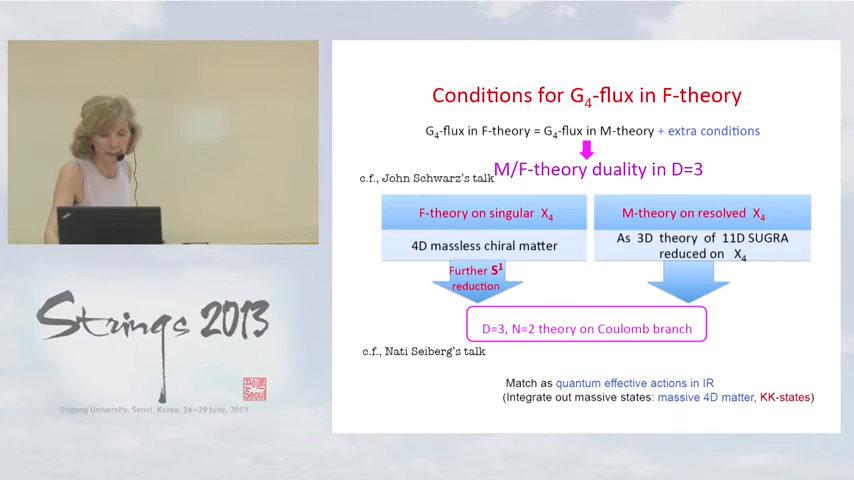 Conditions for G4-flux in F-theory
G4-flux in F-theory = G4-flux in M-theory + extra conditions
M/F-theory duality in D=3
c.f., John Schwarz's talk
F-theory on singular X4
M-theory on resolved X4
4D massless chiral matter
As 3D theory of 11D SUGRA
reduced on X4
Further S1
reduction
D=3, N=2 theory on Coulomb branch
c.f., Nati Seiberg's talk
Match as quantum effective actions in IR
(Integrate out massive states: massive 4D matter, KK-states)
Strings 2013
Seoul
Sogang University, Seoul, Korea, 24-29 June, 2013